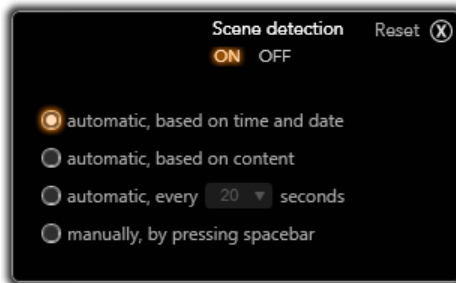 Scene detection Reset X
ON OFF
automatic, based on time and date
automatic, based on content
automatic, every 20 seconds
manually, by pressing spacebar